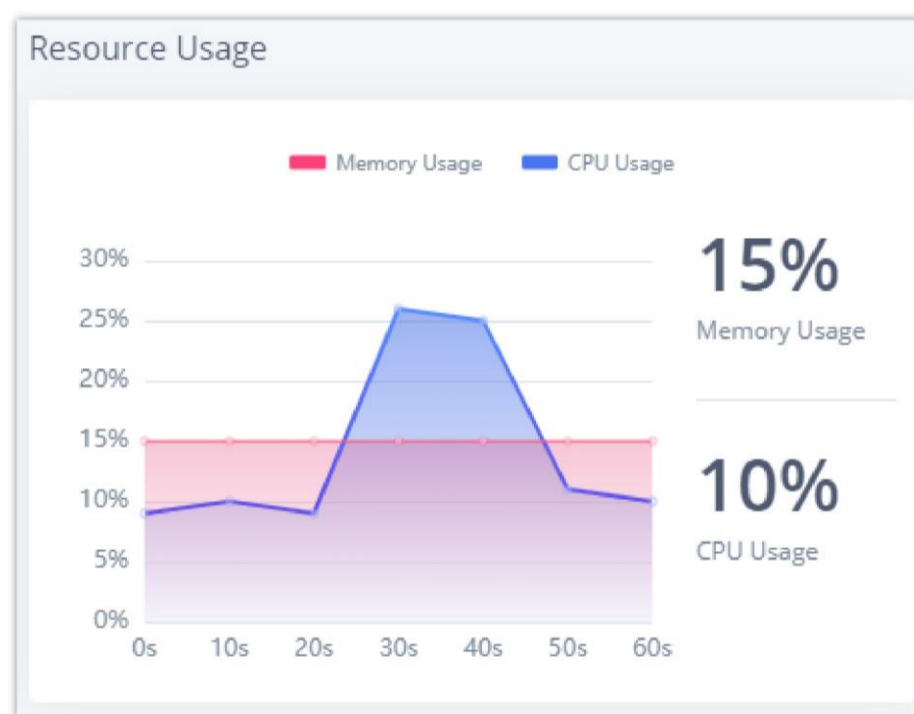 Resource Usage
Memory Usage
CPU Usage
30%
25%
20%
15%
10%
5%
0%
0s 10s 20s 30s 40s 50s 60s
15%
Memory Usage
10%
CPU Usage